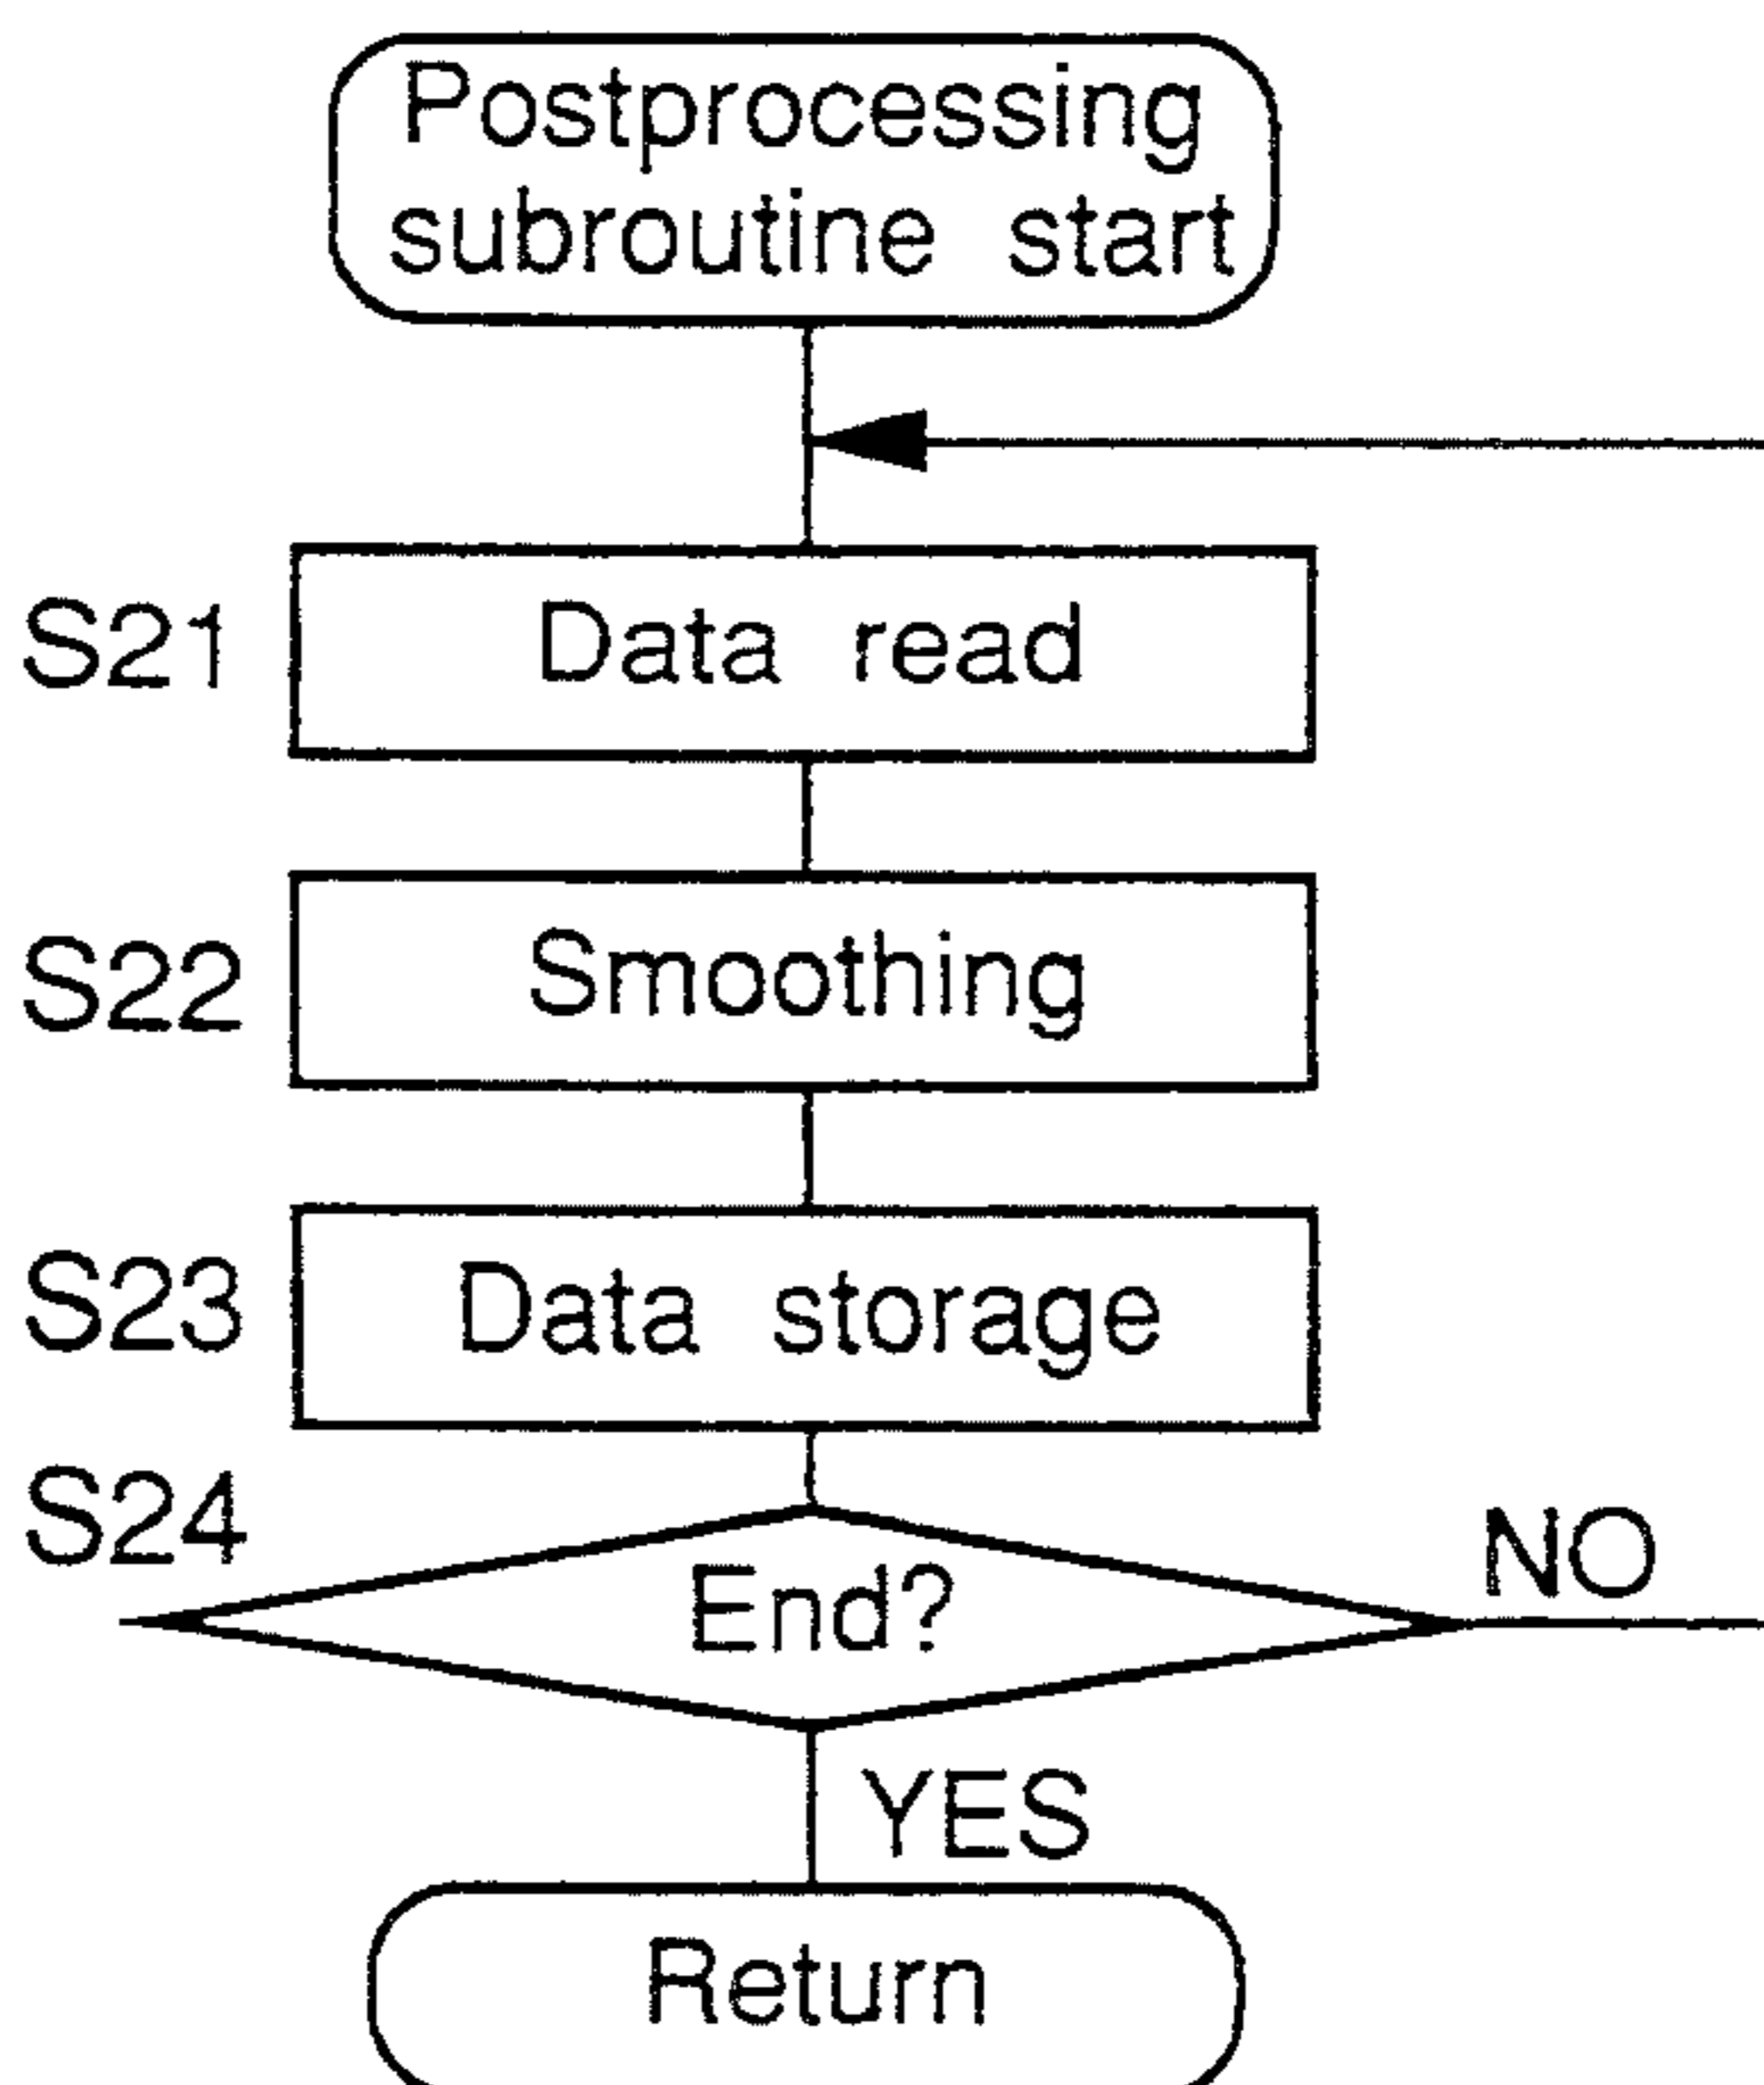 Postprocessing
subroutine start
S21
Data read
S22
Smoothing
S23
Data storage
S24
End?
NO
YES
Return